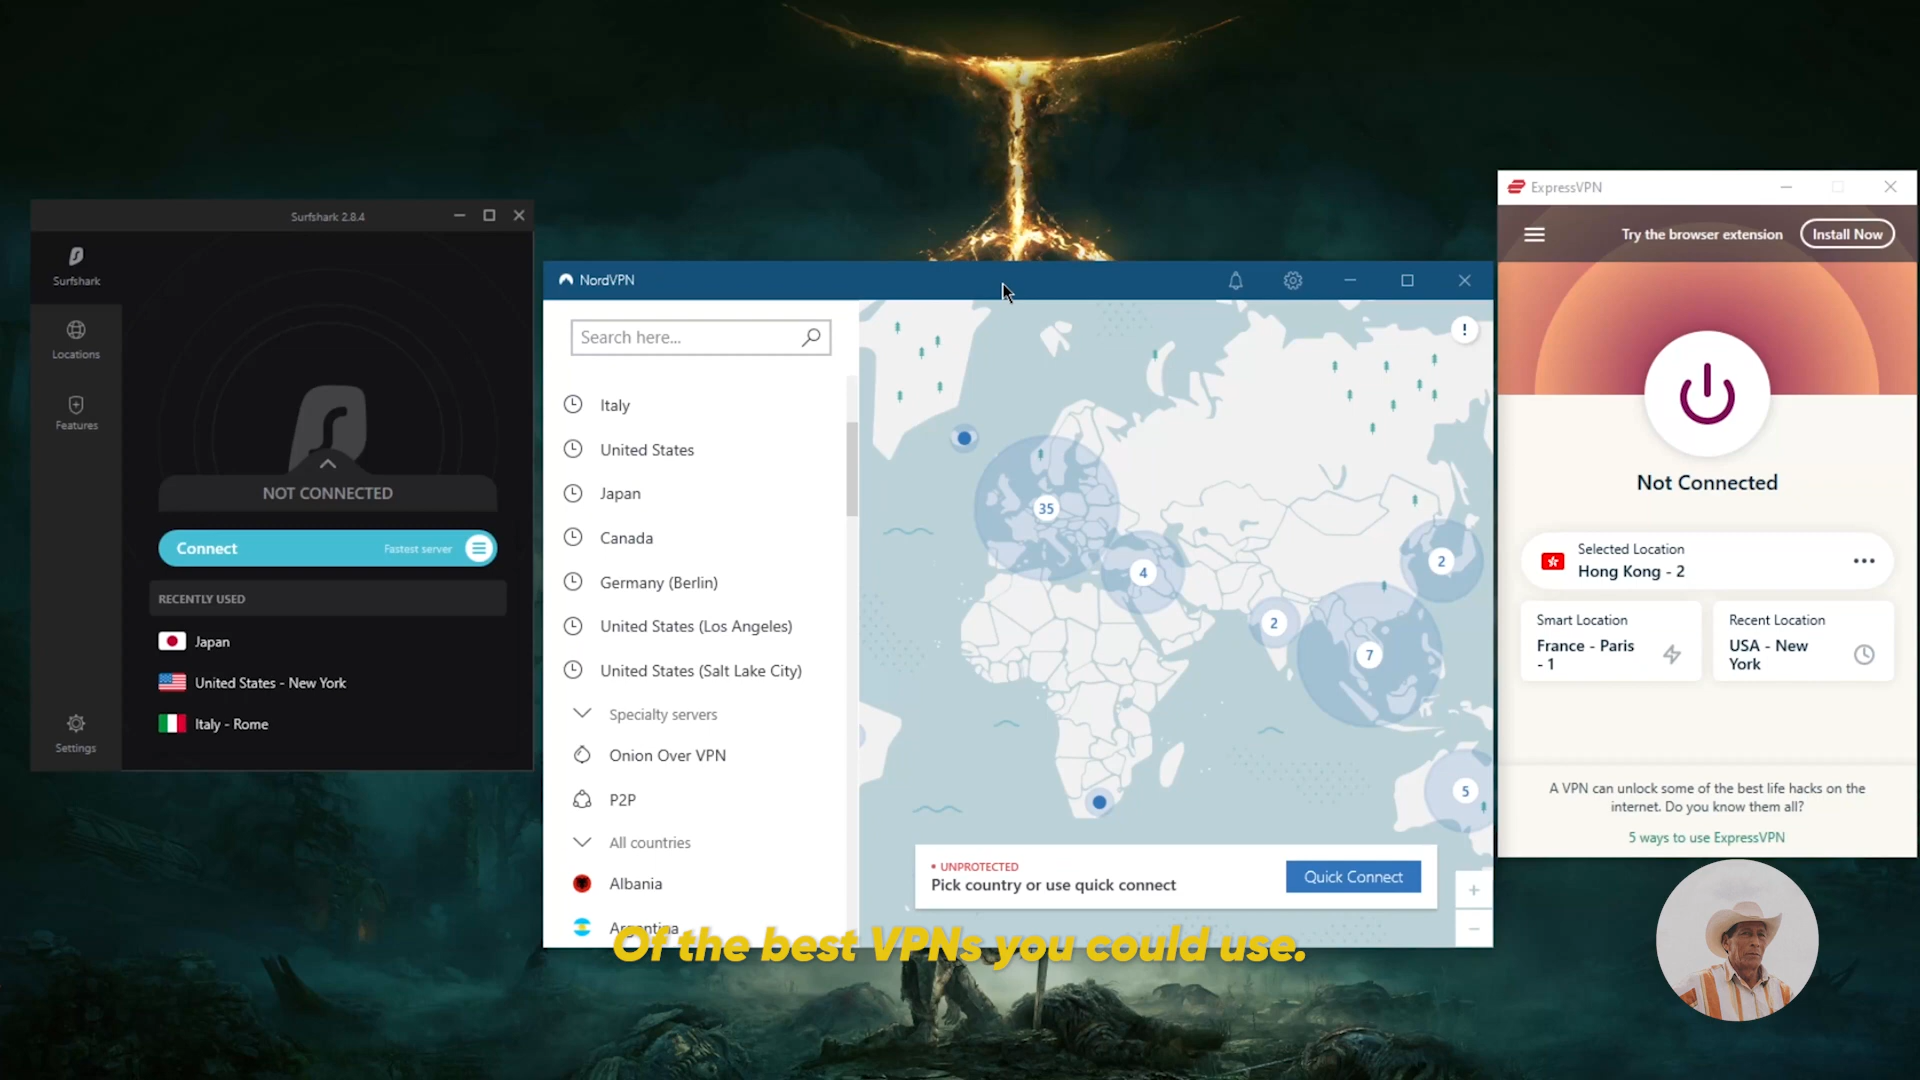 Surfshark 2.8.4
Surfshark
Locations
Features
Settings
NOT CONNECTED
Connect
Fastest server
RECENTLY USED
Japan
United States - New York
Italy - Rome
NordVPN
Search here...
Italy
United States
Japan
Canada
Germany (Berlin)
United States (Los Angeles)
United States (Salt Lake City)
Specialty servers
Onion Over VPN
P2P
All countries
Albania
Argentina
35
4
2
7
2
5
!
UNPROTECTED
Pick country or use quick connect
Quick Connect
+
−
ExpressVPN
Try the browser extension
Install Now
Not Connected
Selected Location
Hong Kong - 2
Smart Location
France - Paris
- 1
Recent Location
USA - New
York
A VPN can unlock some of the best life hacks on the
internet. Do you know them all?
5 ways to use ExpressVPN
Of the best VPNs you could use.